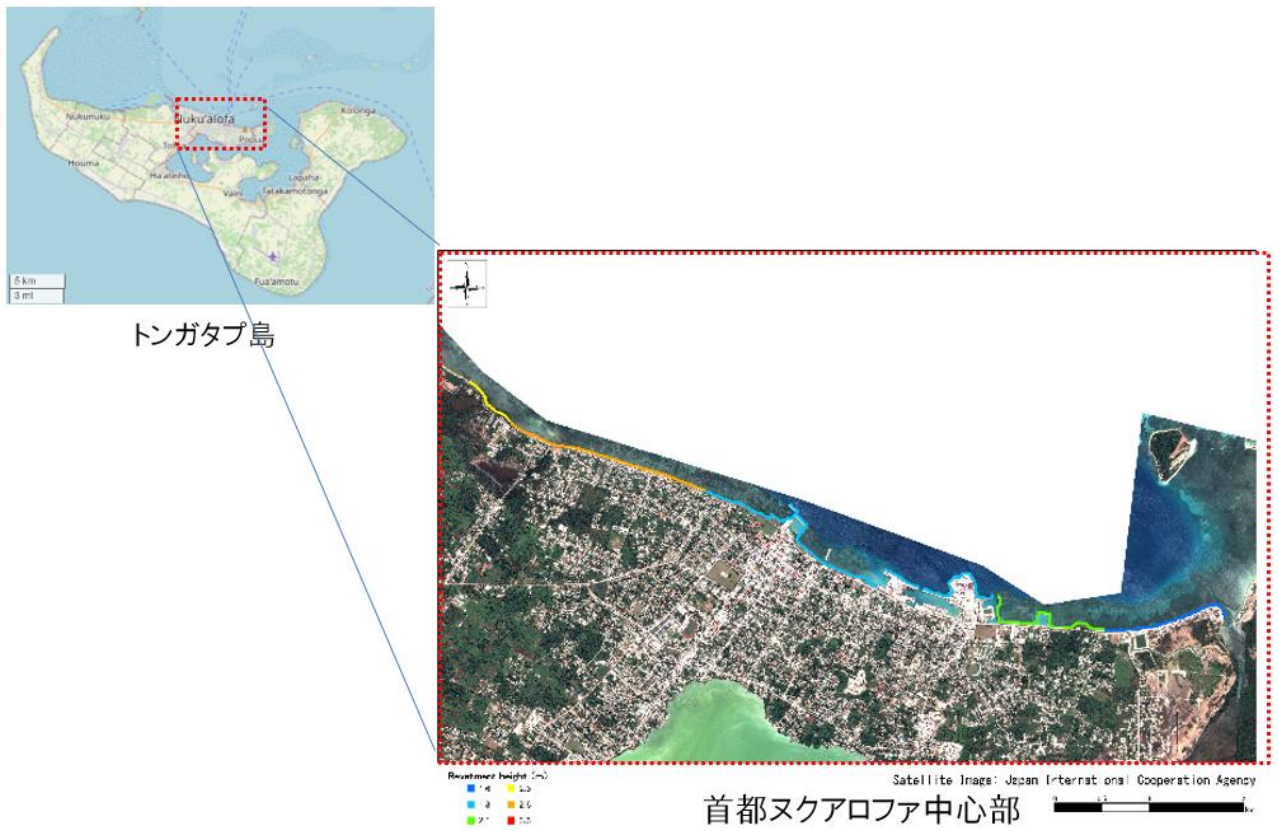 Kolonga
Nukunuku
Nuku'alofa
Houma
Ha'ateiho
Lapaha
Vaini
Tatakamotonga
Fua'amotu
5 km
3 mi
トンガタプ島
Revetment height (m)
Satellite Image: Japan International Cooperation Agency
首都ヌクアロファ中心部
km